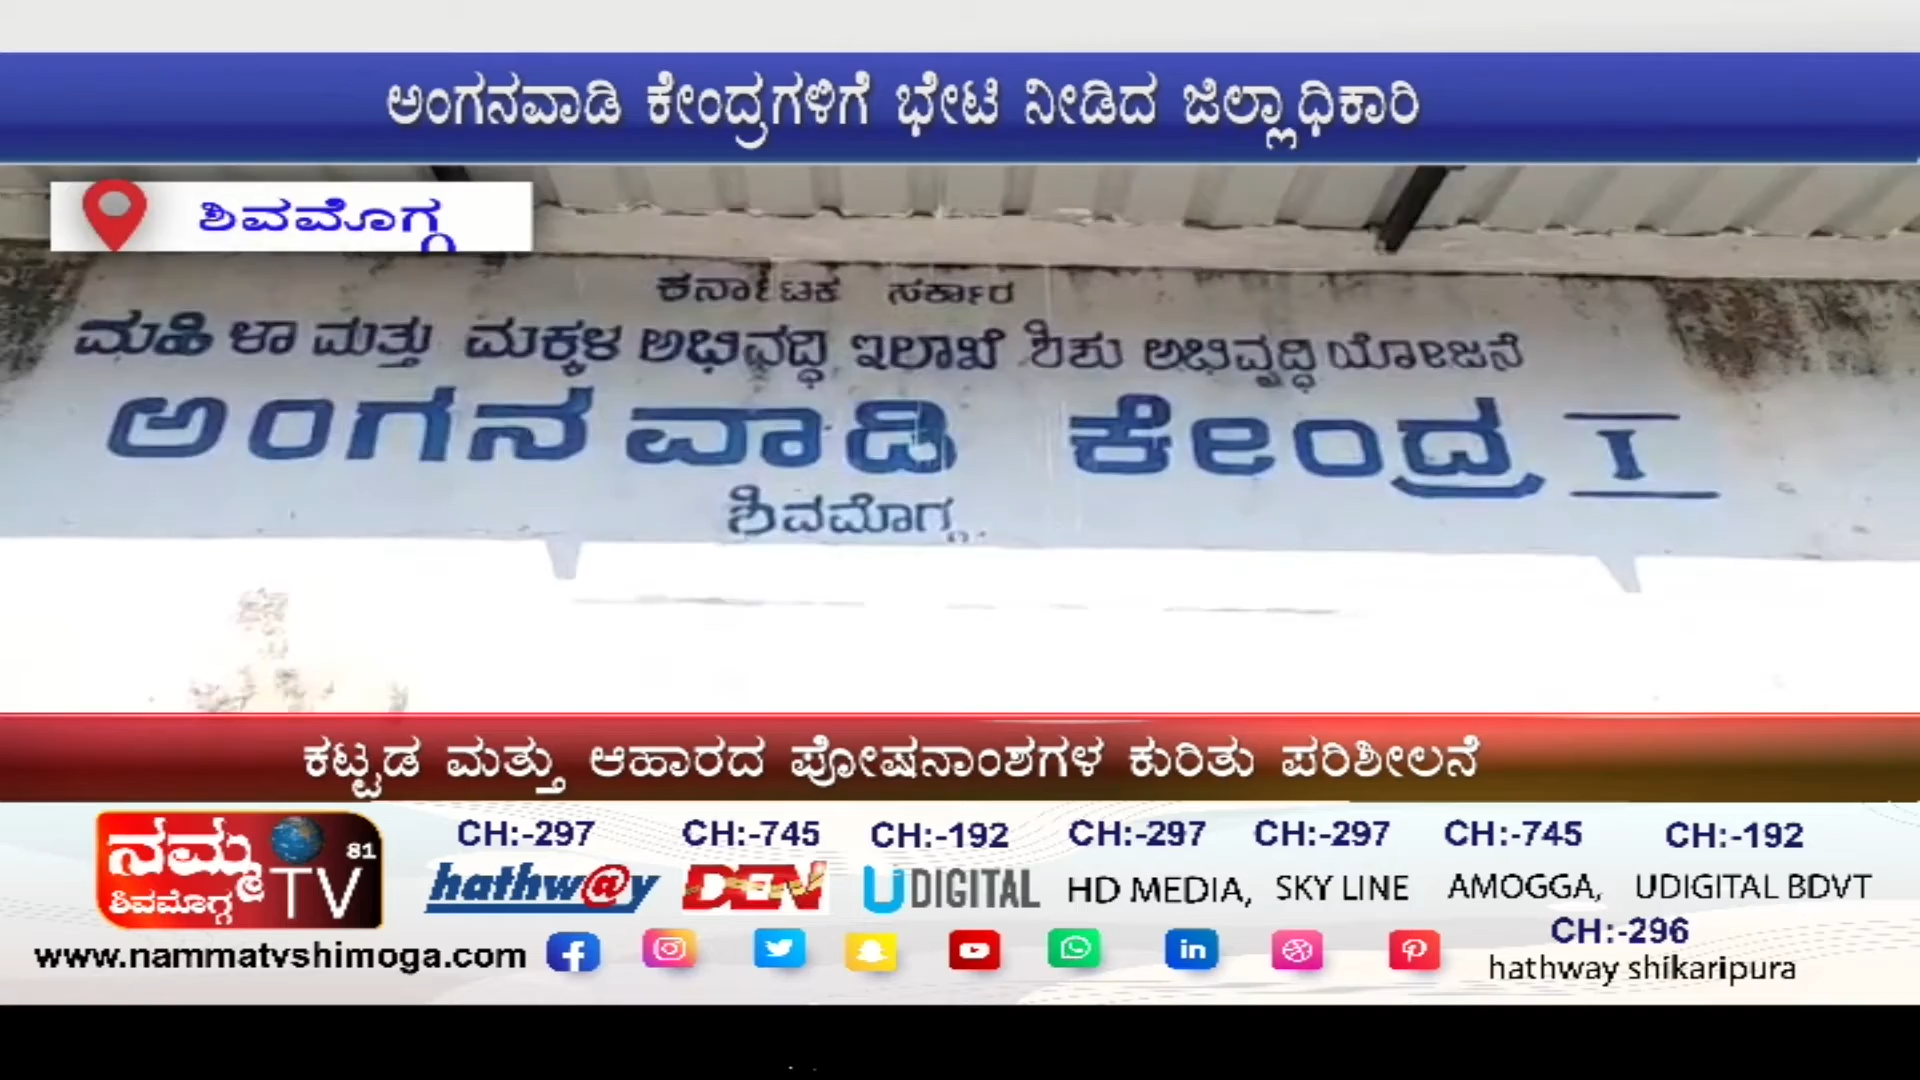 ಅಂಗನವಾಡಿ ಕೇಂದ್ರಗಳಿಗೆ ಭೇಟಿ ನೀಡಿದ ಜಿಲ್ಲಾಧಿಕಾರಿ
ಶಿವಮೊಗ್ಗ
ಕರ್ನಾಟಕ ಸರ್ಕಾರ
ಮಹಿಳಾ ಮತ್ತು ಮಕ್ಕಳ ಅಭಿವೃದ್ಧಿ ಇಲಾಖೆ ಶಿಶು ಅಭಿವೃದ್ಧಿ ಯೋಜನೆ
ಅಂಗನವಾಡಿ ಕೇಂದ್ರ I
ಶಿವಮೊಗ್ಗ.
ಕಟ್ಟಡ ಮತ್ತು ಆಹಾರದ ಪೋಷನಾಂಶಗಳ ಕುರಿತು ಪರಿಶೀಲನೆ
ನಮ್ಮ TV 81
ಶಿವಮೊಗ್ಗ
CH:-297 CH:-745 CH:-192 CH:-297 CH:-297 CH:-745 CH:-192
hathw@y DEN UDIGITAL HD MEDIA, SKY LINE AMOGGA, UDIGITAL BDVT
CH:-296
www.nammatvshimoga.com hathway shikaripura